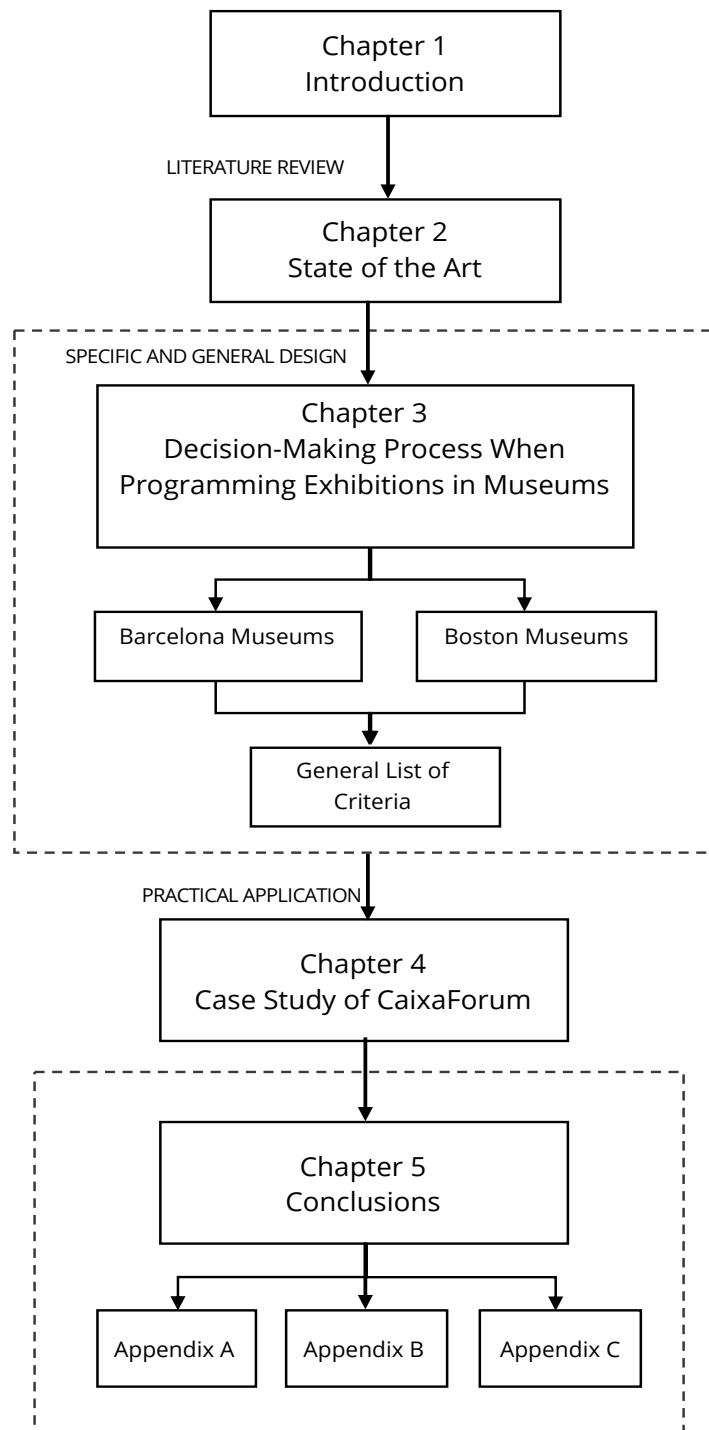 Chapter 1
Introduction
LITERATURE REVIEW
Chapter 2
State of the Art
SPECIFIC AND GENERAL DESIGN
Chapter 3
Decision-Making Process When
Programming Exhibitions in Museums
Barcelona Museums
Boston Museums
General List of
Criteria
PRACTICAL APPLICATION
Chapter 4
Case Study of CaixaForum
Chapter 5
Conclusions
Appendix A
Appendix B
Appendix C